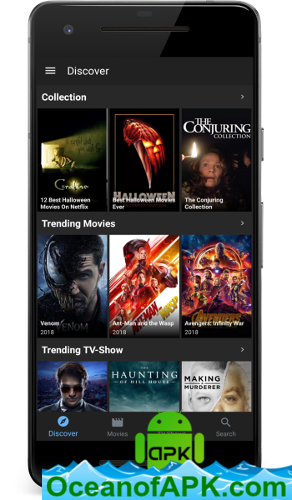 Discover
Collection
Coraline
HALLOWEEN
THE CONJURING
COLLECTION
12 Best Halloween Movies On Netflix
Best Halloween Movies Ever
The Conjuring Collection
Trending Movies
VENOM
AVENGERS
Venom
2018
Ant-Man and the Wasp
2018
Avengers: Infinity War
2018
Trending TV-Show
THE HAUNTING OF HILL HOUSE
MAKING A MURDERER
Discover
Movies
Search
apk
OceanofAPK.com